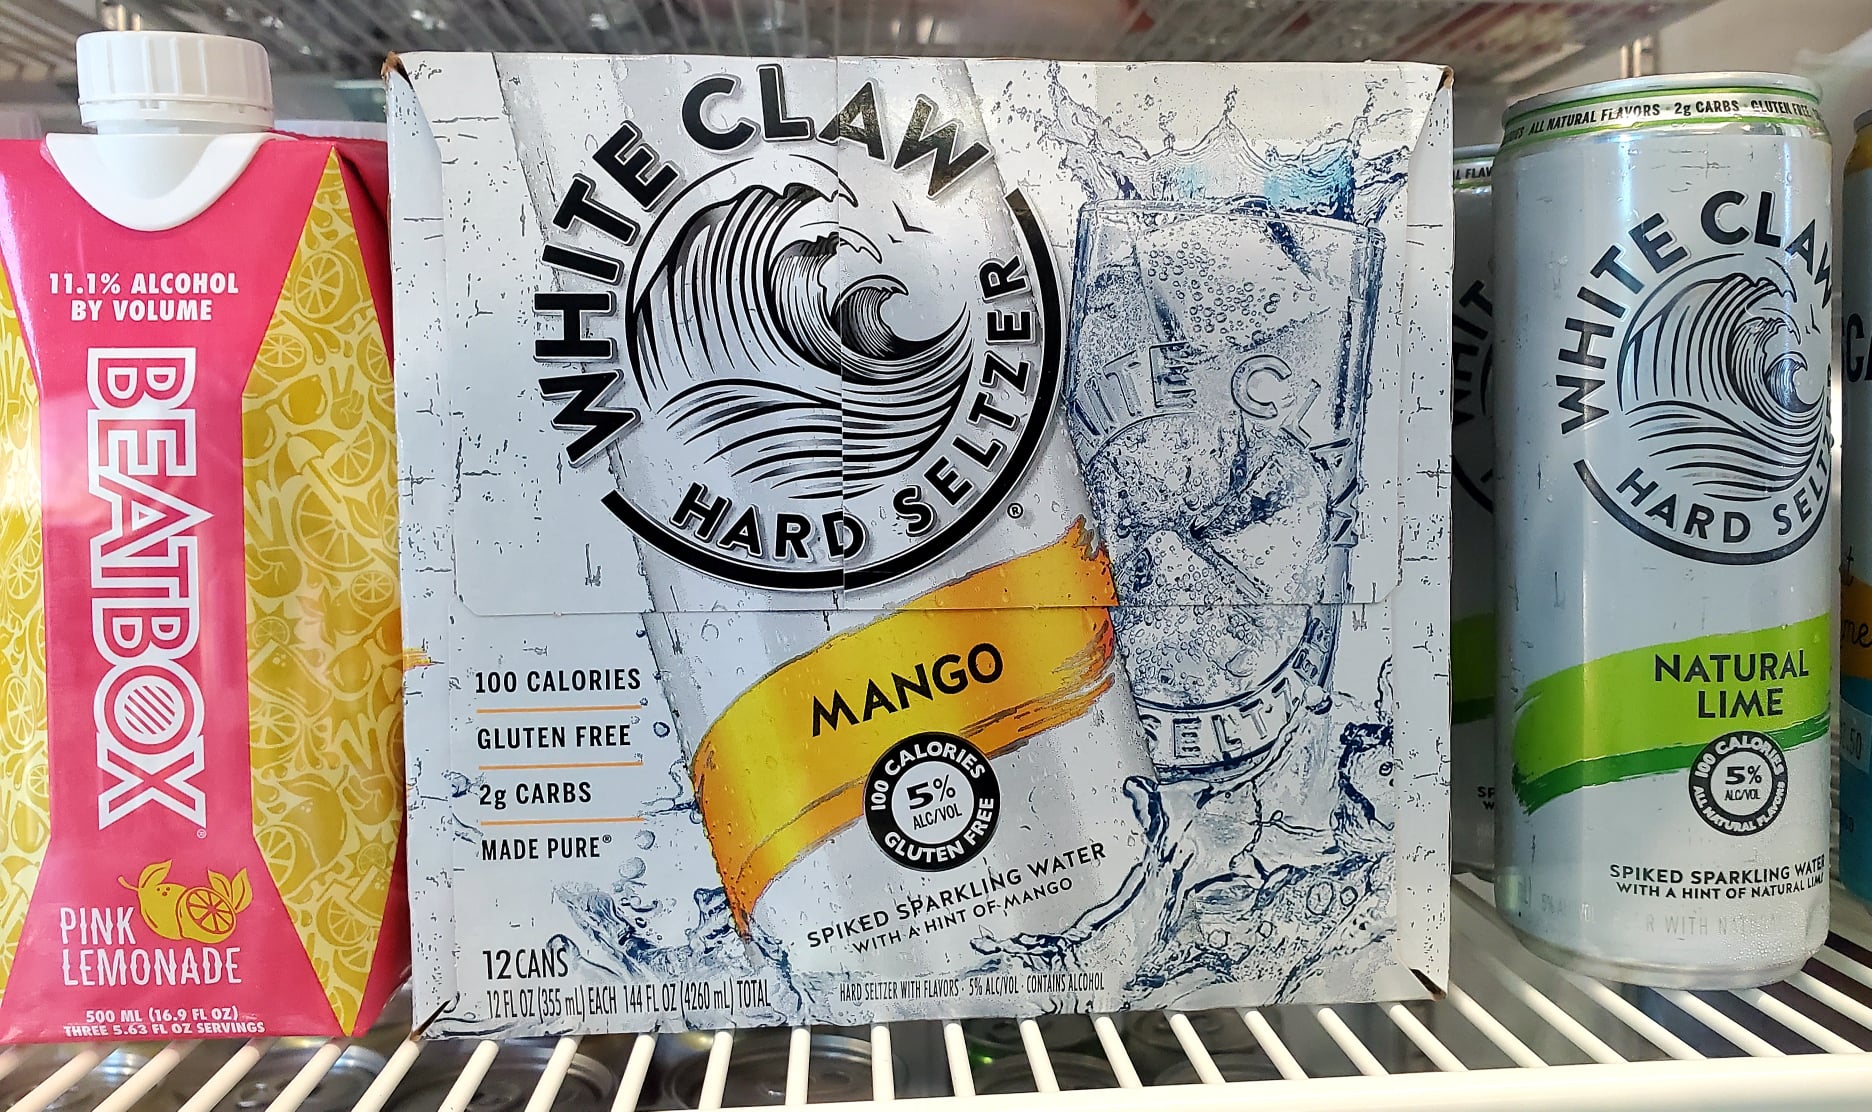 11.1% ALCOHOL
BY VOLUME
BEATBOX®
PINK
LEMONADE
500 ML (16.9 FL OZ)
THREE 5.63 FL OZ SERVINGS
WHITE CLAW
HARD SELTZER
®
100 CALORIES
GLUTEN FREE
2g CARBS
MADE PURE®
MANGO
100 CALORIES
5%
ALC/VOL
GLUTEN FREE
SPIKED SPARKLING WATER
WITH A HINT OF MANGO
12 CANS
12 FL OZ (355 mL) EACH 144 FL OZ (4260 mL) TOTAL
HARD SELTZER WITH FLAVORS · 5% ALC/VOL · CONTAINS ALCOHOL
ALL NATURAL FLAVORS · 2g CARBS · GLUTEN FREE
WHITE CLAW
HARD SELT
NATURAL
LIME
100 CALORIES
5%
ALC/VOL
ALL NATURAL FLAVORS
SPIKED SPARKLING WATER
WITH A HINT OF NATURAL LIME